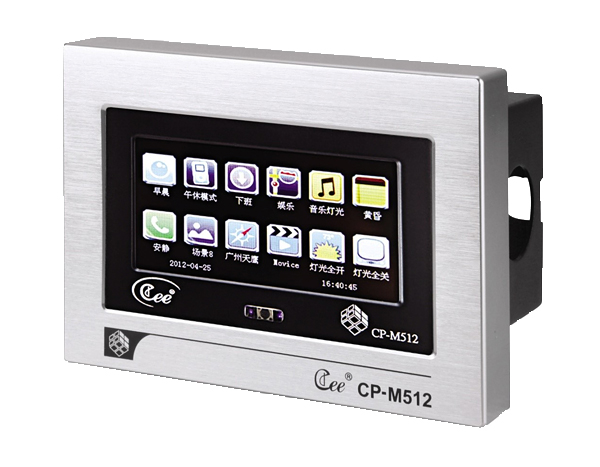 早晨 午休模式 下班 娱乐 音乐灯光 黄昏
安静 场景8 广州天鹰 Movice 灯光全开 灯光全关
2012-04-25 16:40:45
Cee®
CP-M512
Cee® CP-M512